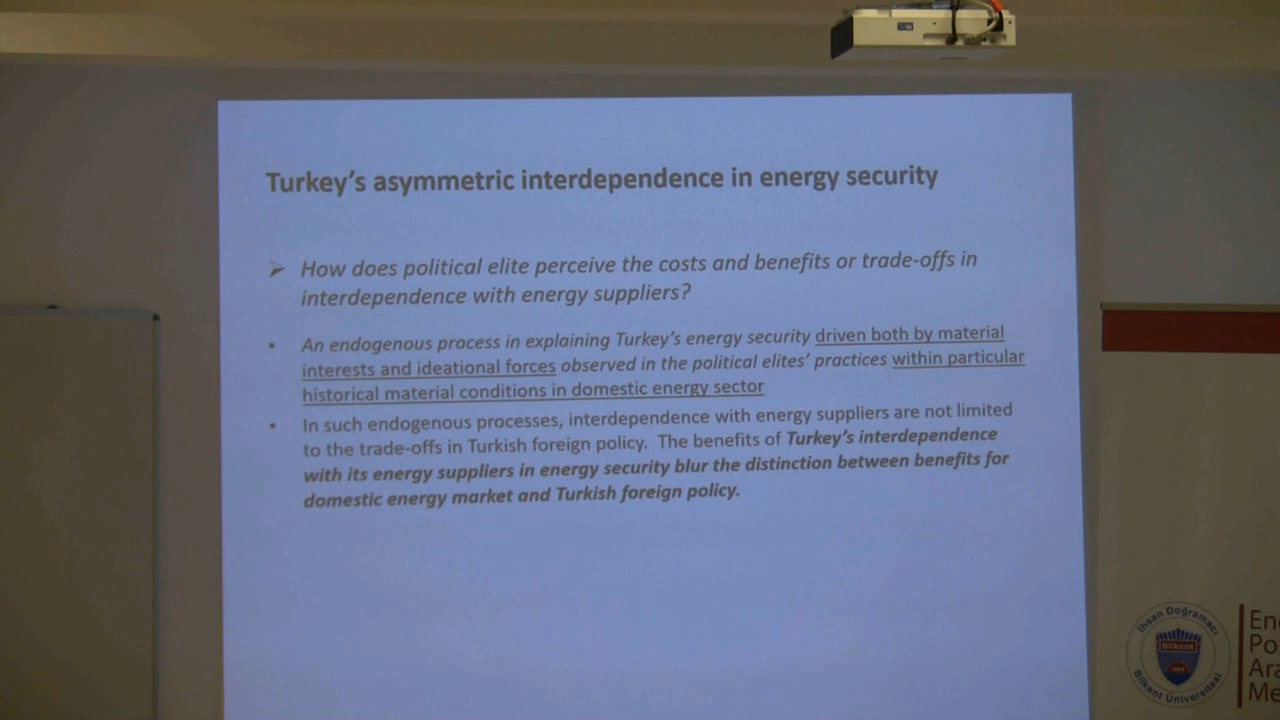 Turkey's asymmetric interdependence in energy security
How does political elite perceive the costs and benefits or trade-offs in
interdependence with energy suppliers?
An endogenous process in explaining Turkey's energy security driven both by material
interests and ideational forces observed in the political elites' practices within particular
historical material conditions in domestic energy sector
In such endogenous processes, interdependence with energy suppliers are not limited
to the trade-offs in Turkish foreign policy. The benefits of Turkey's interdependence
with its energy suppliers in energy security blur the distinction between benefits for
domestic energy market and Turkish foreign policy.
İhsan Doğramacı
Bilkent
Bilkent Üniversitesi
En
Po
Ara
Me